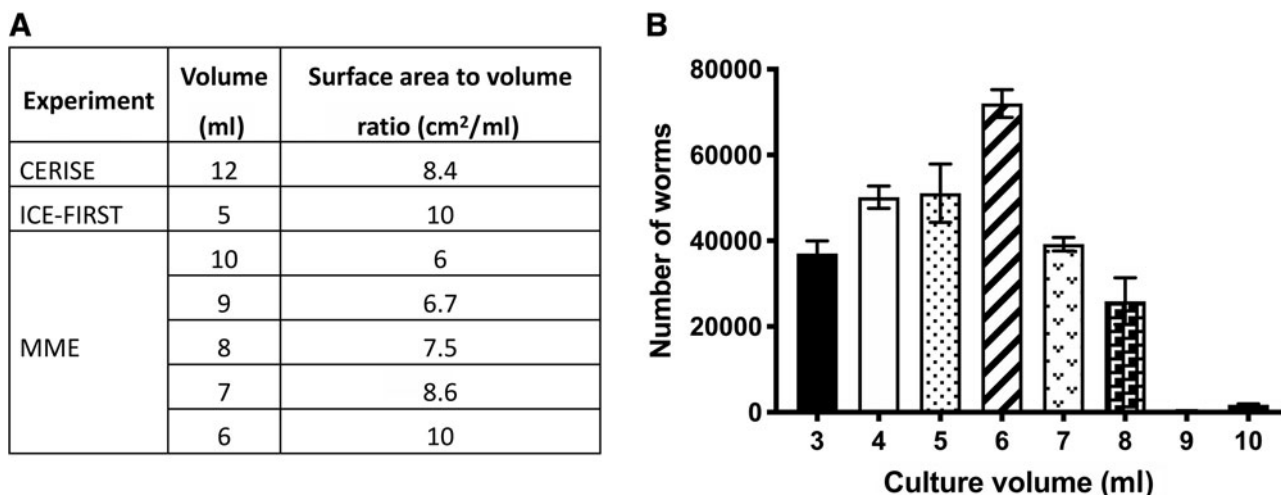 A
Experiment Volume (ml) Surface area to volume ratio (cm²/ml)
CERISE 12 8.4
ICE-FIRST 5 10
MME 10 6
9 6.7
8 7.5
7 8.6
6 10
B
80000
60000
40000
20000
0
Number of worms
3 4 5 6 7 8 9 10
Culture volume (ml)